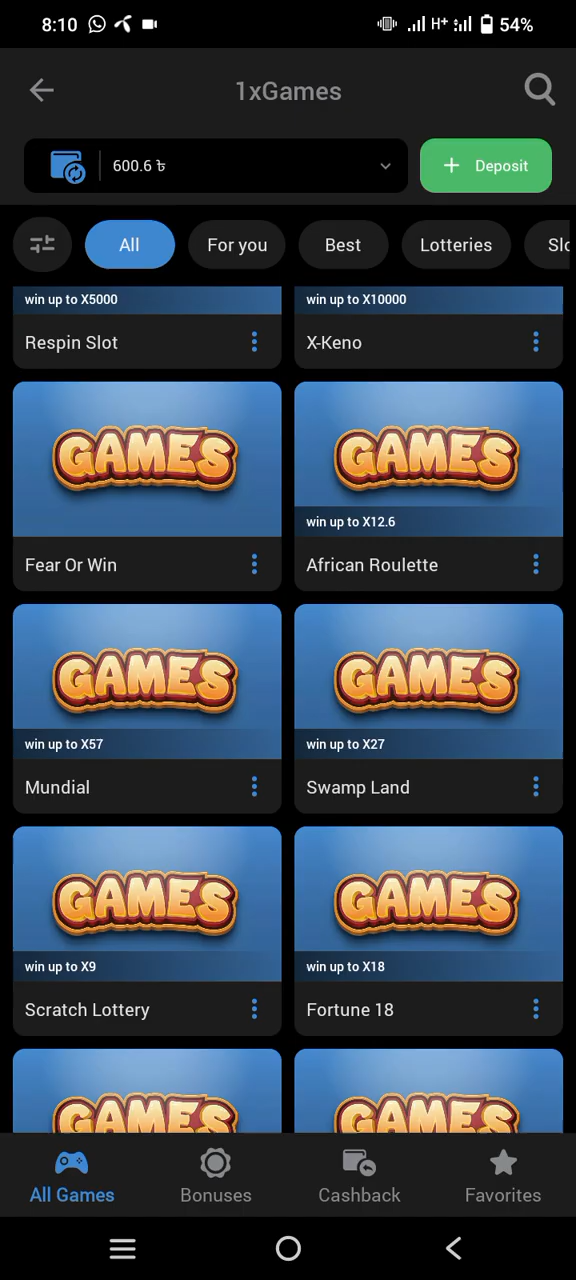 8:10 H+ 54%
1xGames
600.6 ৳
+ Deposit
All For you Best Lotteries Slo
win up to X5000 win up to X10000
Respin Slot X-Keno
GAMES GAMES
win up to X12.6
Fear Or Win African Roulette
GAMES GAMES
win up to X57 win up to X27
Mundial Swamp Land
GAMES GAMES
win up to X9 win up to X18
Scratch Lottery Fortune 18
GAMES GAMES
All Games Bonuses Cashback Favorites